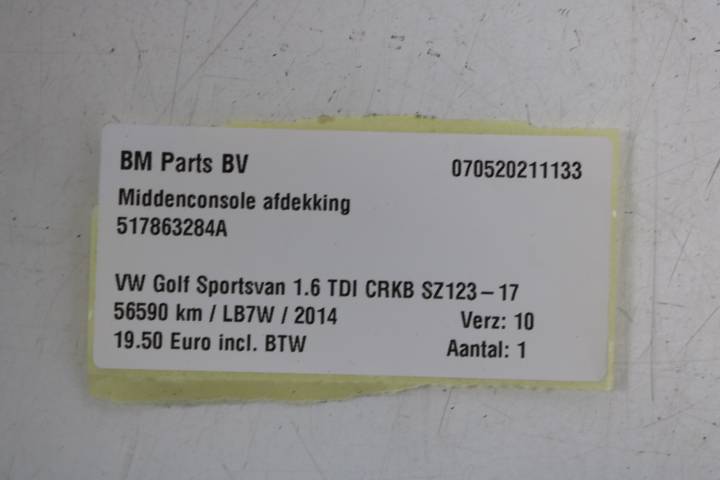 BM Parts BV 070520211133
Middenconsole afdekking
517863284A
VW Golf Sportsvan 1.6 TDI CRKB SZ123-17
56590 km / LB7W / 2014 Verz: 10
19.50 Euro incl. BTW Aantal: 1